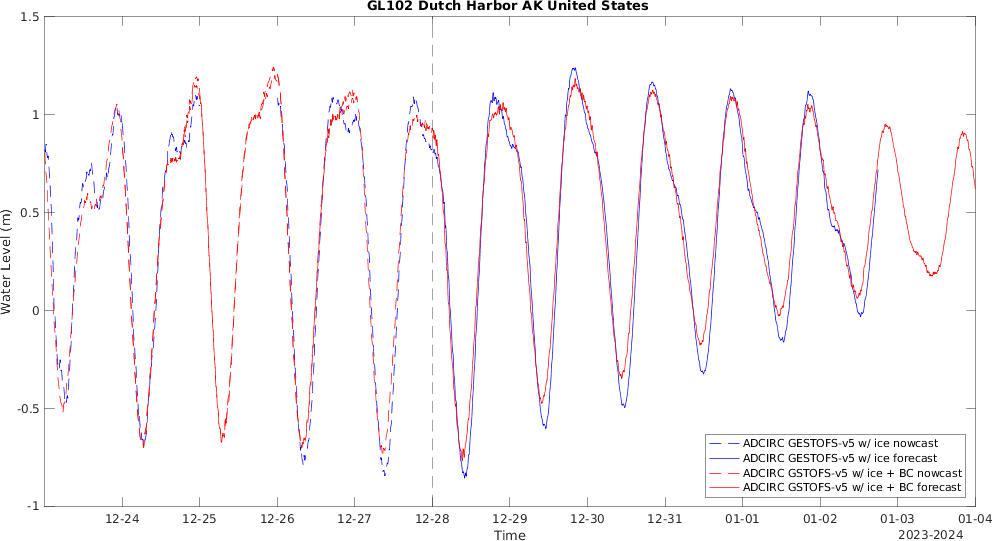 GL102 Dutch Harbor AK United States
1.5
1
0.5
0
-0.5
-1
Water Level (m)
12-24 12-25 12-26 12-27 12-28 12-29 12-30 12-31 01-01 01-02 01-03 01-04
Time
2023-2024
ADCIRC GESTOFS-v5 w/ ice nowcast
ADCIRC GESTOFS-v5 w/ ice forecast
ADCIRC GSTOFS-v5 w/ ice + BC nowcast
ADCIRC GSTOFS-v5 w/ ice + BC forecast